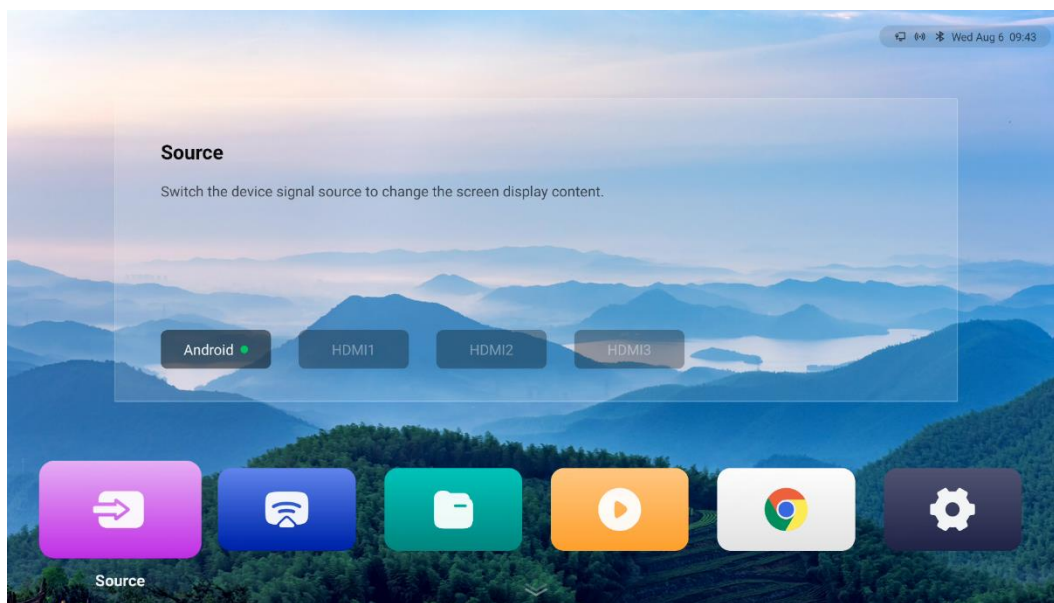 Wed Aug 6 09:43
Source
Switch the device signal source to change the screen display content.
Android
HDMI1
HDMI2
HDMI3
Source